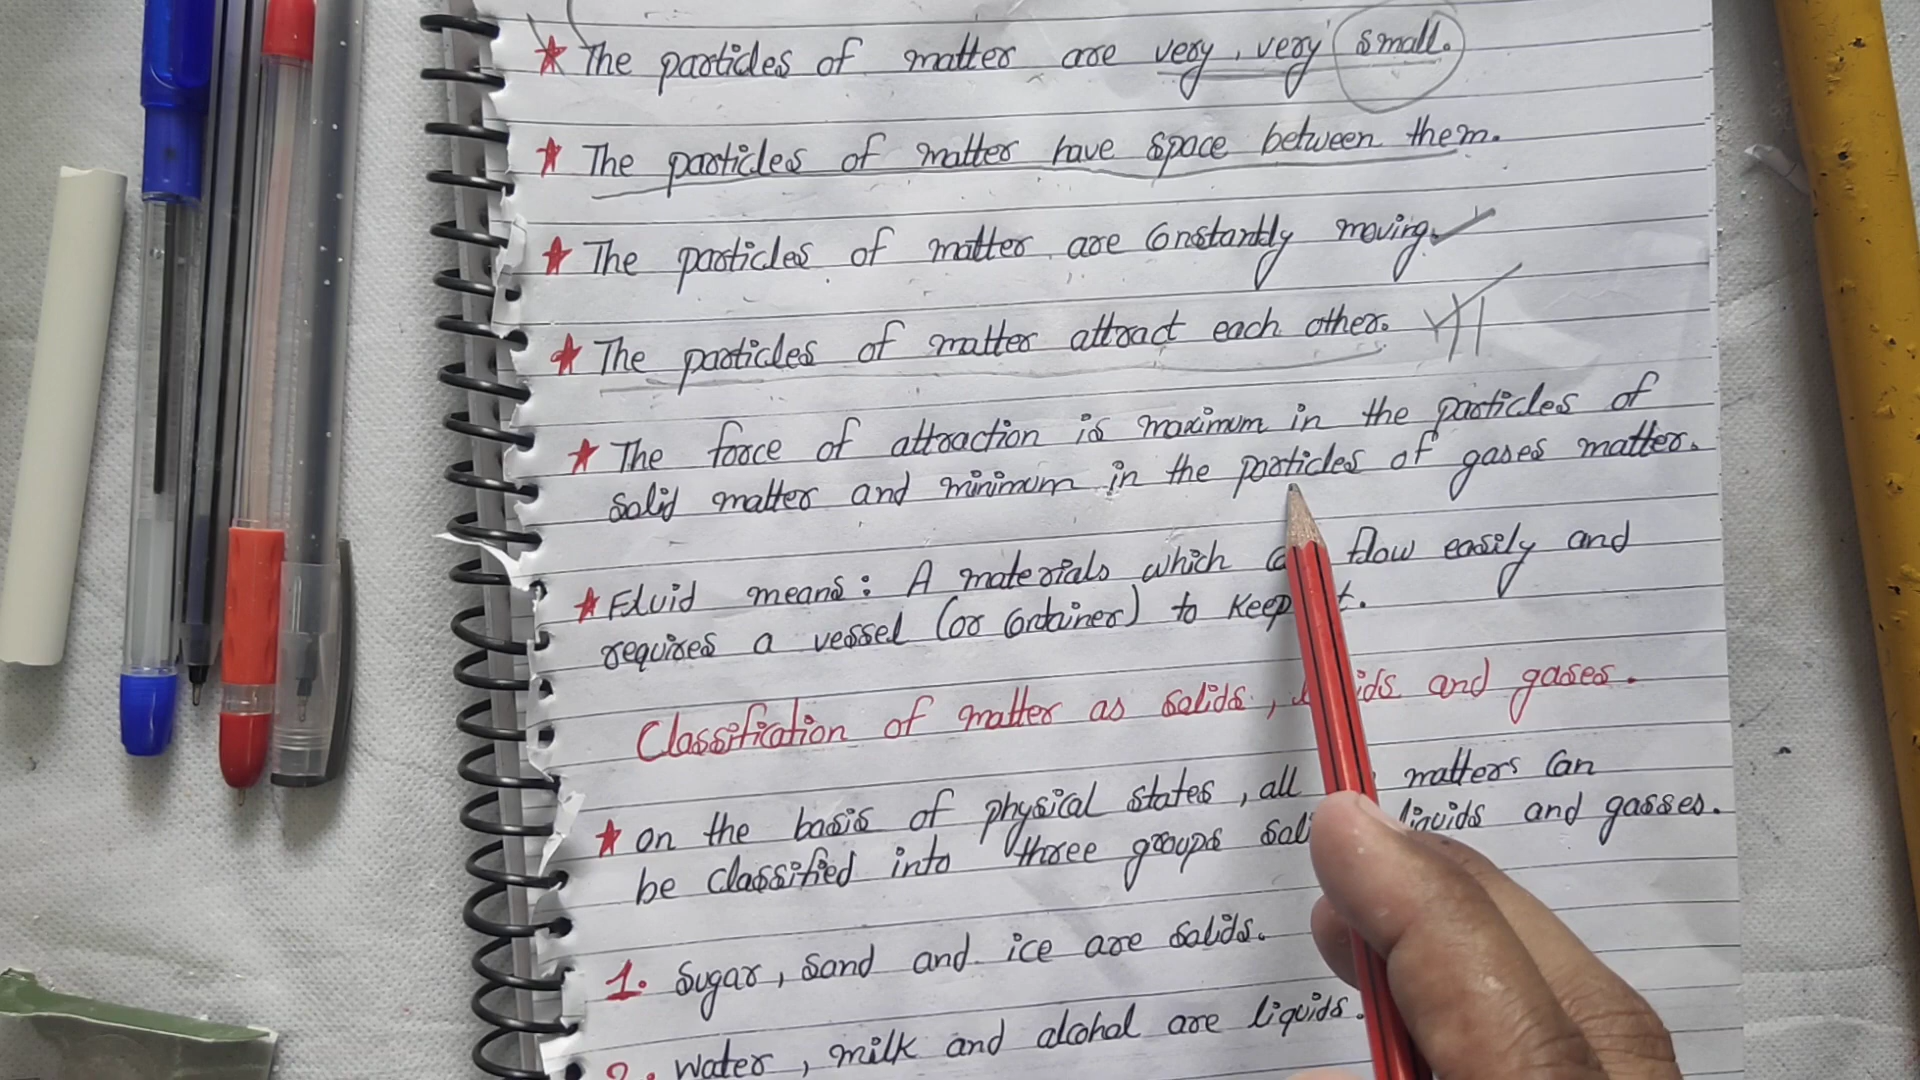 ★ The particles of matter are very, very small.
★ The particles of matter have space between them.
★ The particles of matter are constantly moving.
★ The particles of matter attract each other.
★ The force of attraction is maximum in the particles of
solid matter and minimum in the particles of gases matter.
★ Fluid means: A materials which flow easily and
requires a vessel (or container) to keep
Classification of matter as solids, and gases.
★ on the basis of physical states, all matters can
be classified into three groups liquids and gasses.
1. Sugar, sand and ice are solids.
2. Water, milk and alcohal are liquids.